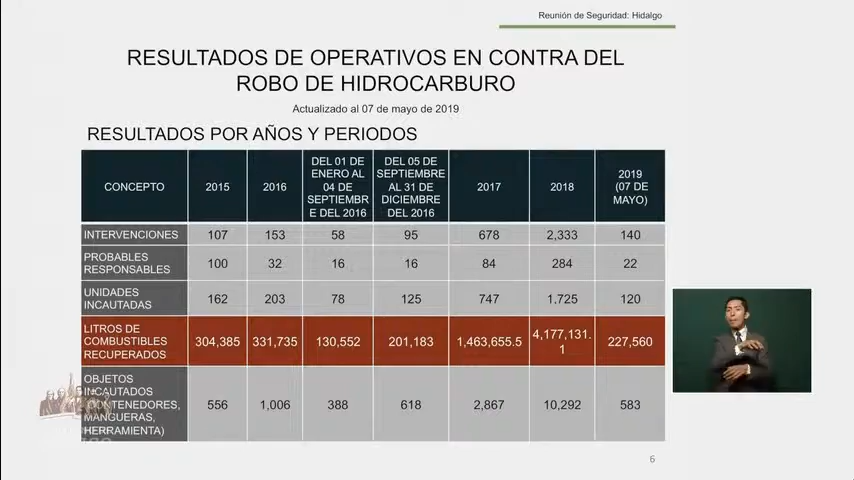 Reunión de Seguridad: Hidalgo
RESULTADOS DE OPERATIVOS EN CONTRA DEL
ROBO DE HIDROCARBURO
Actualizado al 07 de mayo de 2019
RESULTADOS POR AÑOS Y PERIODOS
CONCEPTO 2015 2016 DEL 01 DE ENERO AL 04 DE SEPTIEMBR E DEL 2016 DEL 05 DE SEPTIEMBRE AL 31 DE DICIEMBRE DEL 2016 2017 2018 2019 (07 DE MAYO)
INTERVENCIONES 107 153 58 95 678 2,333 140
PROBABLES RESPONSABLES 100 32 16 16 84 284 22
UNIDADES INCAUTADAS 162 203 78 125 747 1.725 120
LITROS DE COMBUSTIBLES RECUPERADOS 304,385 331,735 130,552 201,183 1,463,655.5 4,177,131. 1 227,560
OBJETOS INCAUTADOS (CONTENEDORES, MANGUERAS, HERRAMIENTA) 556 1,006 388 618 2,867 10,292 583
6